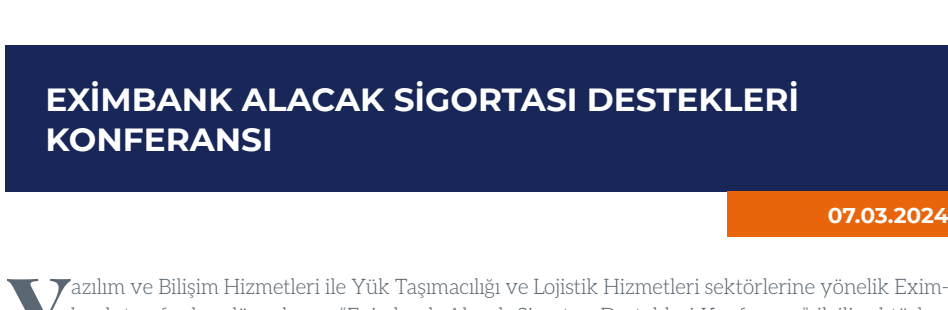 EXİMBANK ALACAK SİGORTASI DESTEKLERİ
KONFERANSI
07.03.2024
Yazılım ve Bilişim Hizmetleri ile Yük Taşımacılığı ve Lojistik Hizmetleri sektörlerine yönelik Exim-